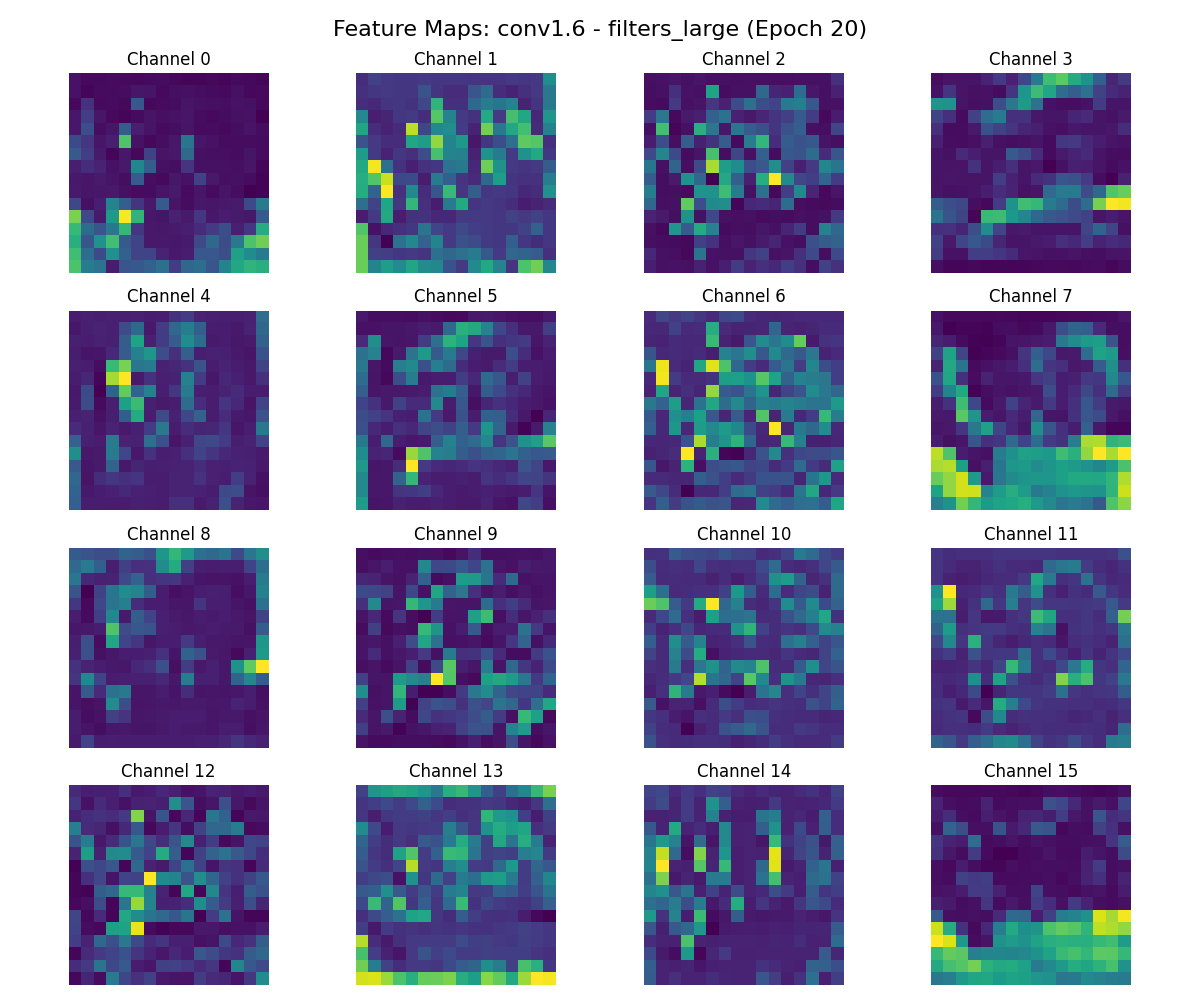 Feature Maps: conv1.6 - filters_large (Epoch 20)
Channel 0
Channel 1
Channel 2
Channel 3
Channel 4
Channel 5
Channel 6
Channel 7
Channel 8
Channel 9
Channel 10
Channel 11
Channel 12
Channel 13
Channel 14
Channel 15